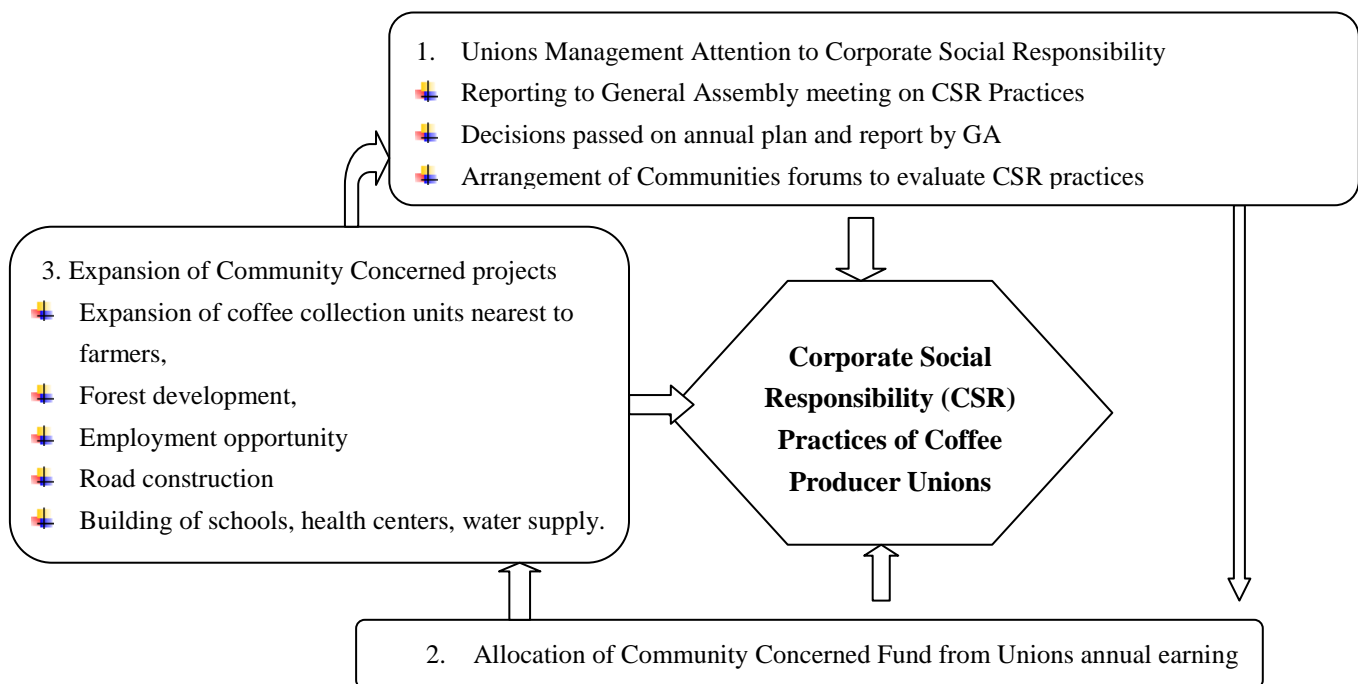 1. Unions Management Attention to Corporate Social Responsibility
Reporting to General Assembly meeting on CSR Practices
Decisions passed on annual plan and report by GA
Arrangement of Communities forums to evaluate CSR practices
3. Expansion of Community Concerned projects
Expansion of coffee collection units nearest to
farmers,
Forest development,
Employment opportunity
Road construction
Building of schools, health centers, water supply.
Corporate Social
Responsibility (CSR)
Practices of Coffee
Producer Unions
2. Allocation of Community Concerned Fund from Unions annual earning